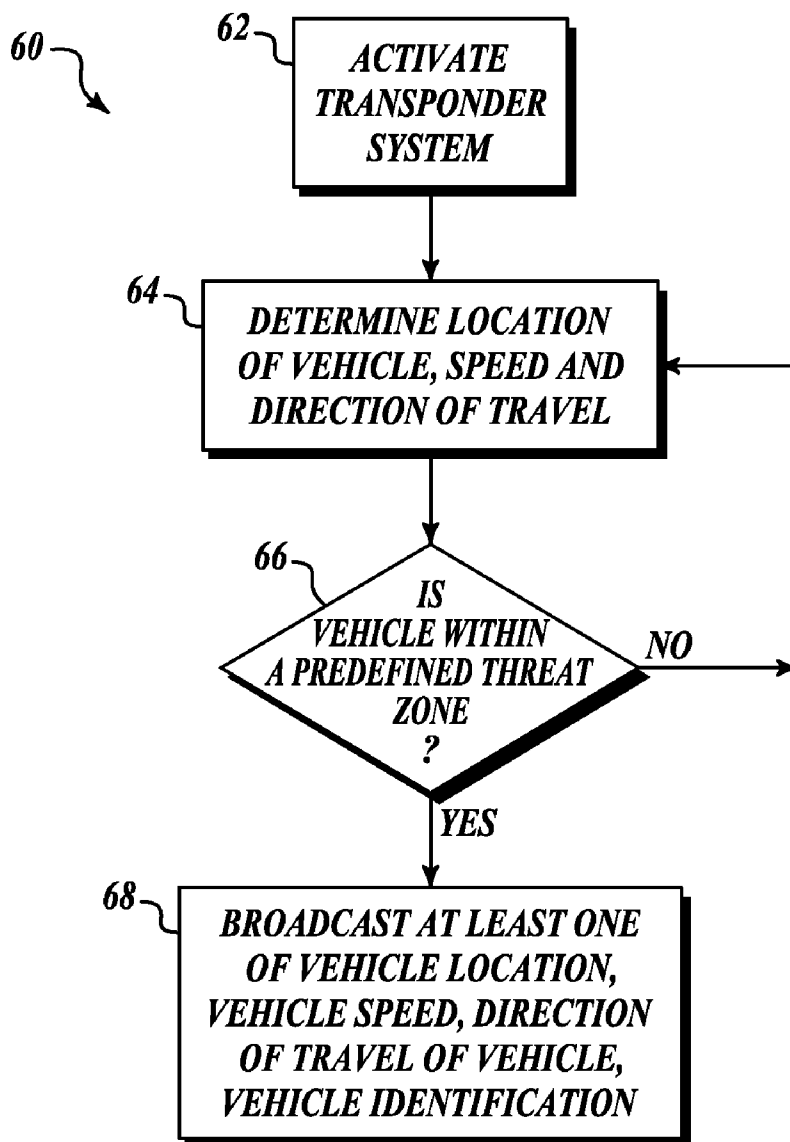 60
62
ACTIVATE
TRANSPONDER
SYSTEM
64
DETERMINE LOCATION
OF VEHICLE, SPEED AND
DIRECTION OF TRAVEL
66
IS
VEHICLE WITHIN
A PREDEFINED THREAT
ZONE
?
NO
YES
68
BROADCAST AT LEAST ONE
OF VEHICLE LOCATION,
VEHICLE SPEED, DIRECTION
OF TRAVEL OF VEHICLE,
VEHICLE IDENTIFICATION